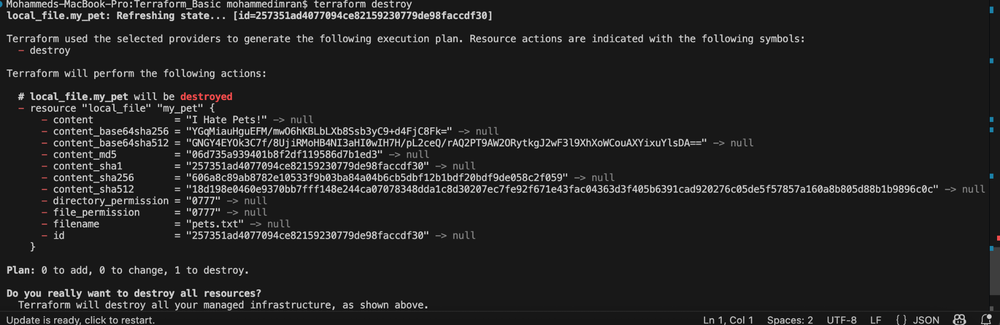 Mohammeds-MacBook-Pro:Terraform_Basic mohammedimran$ terraform destroy
local_file.my_pet: Refreshing state... [id=257351ad4077094ce82159230779de98faccdf30]
Terraform used the selected providers to generate the following execution plan. Resource actions are indicated with the following symbols:
- destroy
Terraform will perform the following actions:
# local_file.my_pet will be destroyed
- resource "local_file" "my_pet" {
- content = "I Hate Pets!" -> null
- content_base64sha256 = "YGqMiauHguEFM/mwO6hKBLbLXb8Ssb3yC9+d4FjC8Fk=" -> null
- content_base64sha512 = "GNGY4EYOk3C7f/8UjiRMoHB4NI3aHI0wIH7H/pL2ceQ/rAQ2PT9AW2ORytkgJ2wF3l9XhXoWCouAXYixuYlsDA==" -> null
- content_md5 = "06d735a939401b8f2df119586d7b1ed3" -> null
- content_sha1 = "257351ad4077094ce82159230779de98faccdf30" -> null
- content_sha256 = "606a8c89ab8782e10533f9b03ba84a04b6cb5dbf12b1bdf20bdf9de058c2f059" -> null
- content_sha512 = "18d198e0460e9370bb7fff148e244ca07078348dda1c8d30207ec7fe92f671e43fac04363d3f405b6391cad920276c05de5f57857a160a8b805d88b1b9896c0c" -> null
- directory_permission = "0777" -> null
- file_permission = "0777" -> null
- filename = "pets.txt" -> null
- id = "257351ad4077094ce82159230779de98faccdf30" -> null
}
Plan: 0 to add, 0 to change, 1 to destroy.
Do you really want to destroy all resources?
Terraform will destroy all your managed infrastructure, as shown above.
Update is ready, click to restart. Ln 1, Col 1 Spaces: 2 UTF-8 LF {} JSON